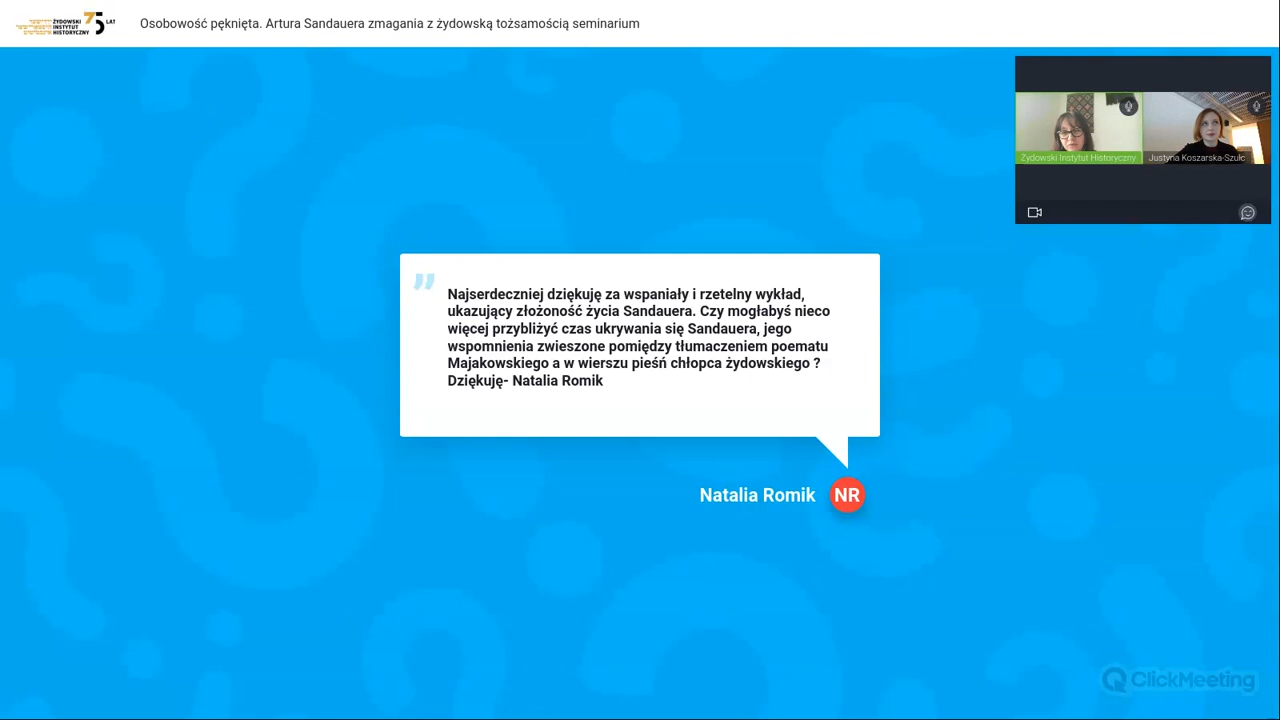 ŻYDOWSKI
INSTYTUT
HISTORYCZNY
75 LAT
Osobowość pęknięta. Artura Sandauera zmagania z żydowską tożsamością seminarium
Żydowski Instytut Historyczny
Justyna Koszarska-Szulc
Najserdeczniej dziękuję za wspaniały i rzetelny wykład,
ukazujący złożoność życia Sandauera. Czy mogłabyś nieco
więcej przybliżyć czas ukrywania się Sandauera, jego
wspomnienia zwieszone pomiędzy tłumaczeniem poematu
Majakowskiego a w wierszu pieśń chłopca żydowskiego ?
Dziękuję- Natalia Romik
Natalia Romik NR
ClickMeeting